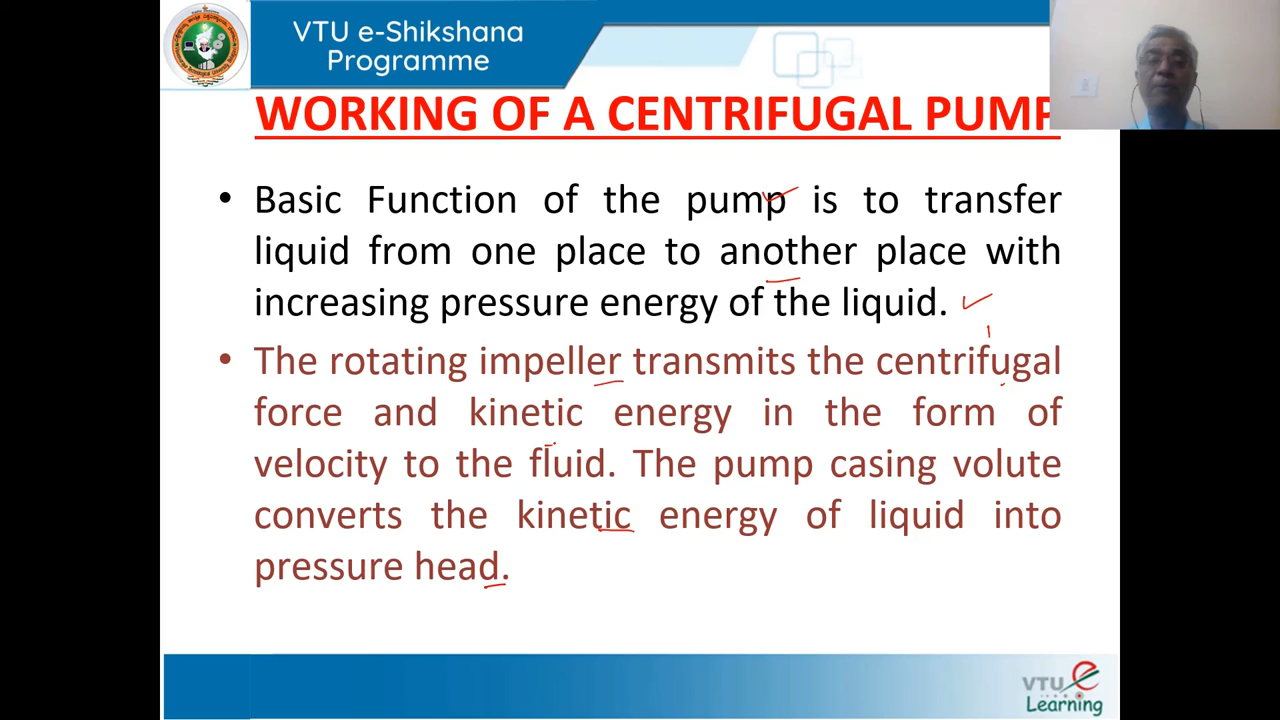 VTU e-Shikshana
Programme
WORKING OF A CENTRIFUGAL PUMP
• Basic Function of the pump is to transfer
liquid from one place to another place with
increasing pressure energy of the liquid.
• The rotating impeller transmits the centrifugal
force and kinetic energy in the form of
velocity to the fluid. The pump casing volute
converts the kinetic energy of liquid into
pressure head.
VTU e
Learning